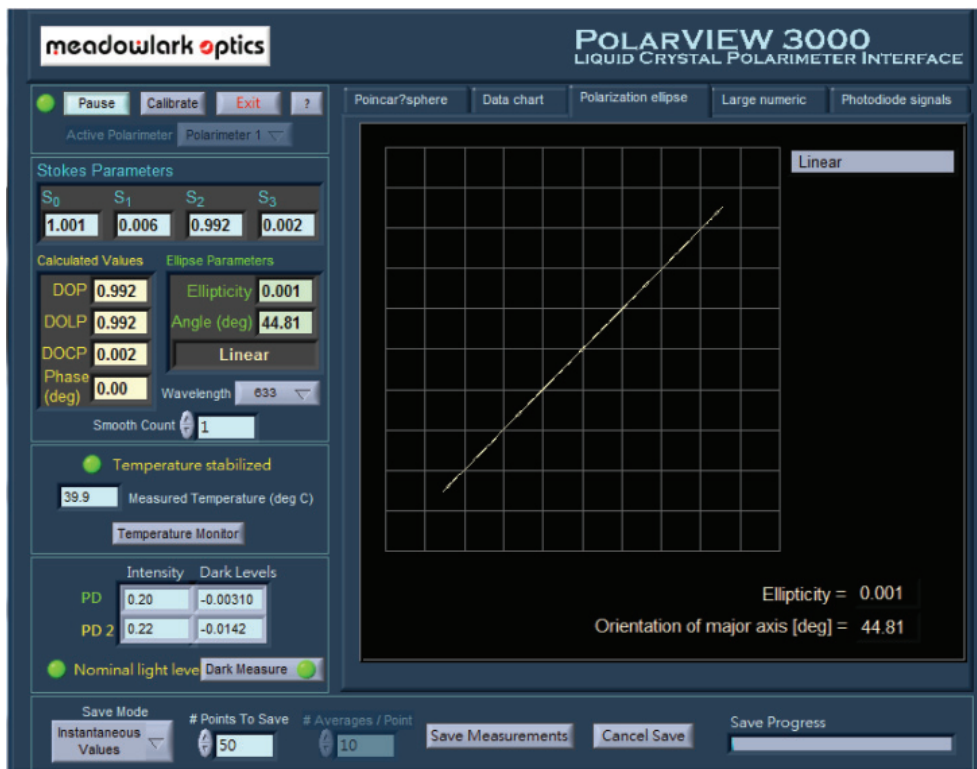 meadowlark optics
POLARVIEW 3000
LIQUID CRYSTAL POLARIMETER INTERFACE
Pause Calibrate Exit ?
Active Polarimeter Polarimeter 1
Poincar?sphere Data chart Polarization ellipse Large numeric Photodiode signals
Stokes Parameters
S0 S1 S2 S3
1.001 0.006 0.992 0.002
Calculated Values Ellipse Parameters
DOP 0.992 Ellipticity 0.001
DOLP 0.992 Angle (deg) 44.81
DOCP 0.002 Linear
Phase (deg) 0.00 Wavelength 633
Smooth Count 1
Linear
Temperature stabilized
39.9 Measured Temperature (deg C)
Temperature Monitor
Intensity Dark Levels
PD 0.20 -0.00310
PD 2 0.22 -0.0142
Nominal light leve Dark Measure
Ellipticity = 0.001
Orientation of major axis [deg] = 44.81
Save Mode # Points To Save # Averages / Point Save Progress
Instantaneous Values 50 10 Save Measurements Cancel Save